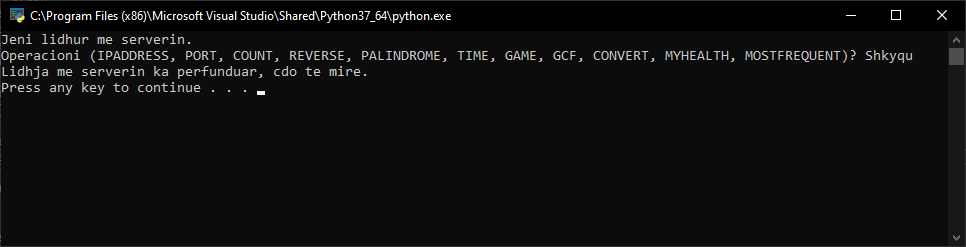 C:\Program Files (x86)\Microsoft Visual Studio\Shared\Python37_64\python.exe
Jeni lidhur me serverin.
Operacioni (IPADDRESS, PORT, COUNT, REVERSE, PALINDROME, TIME, GAME, GCF, CONVERT, MYHEALTH, MOSTFREQUENT)? Shkyqu
Lidhja me serverin ka perfunduar, cdo te mire.
Press any key to continue . . .